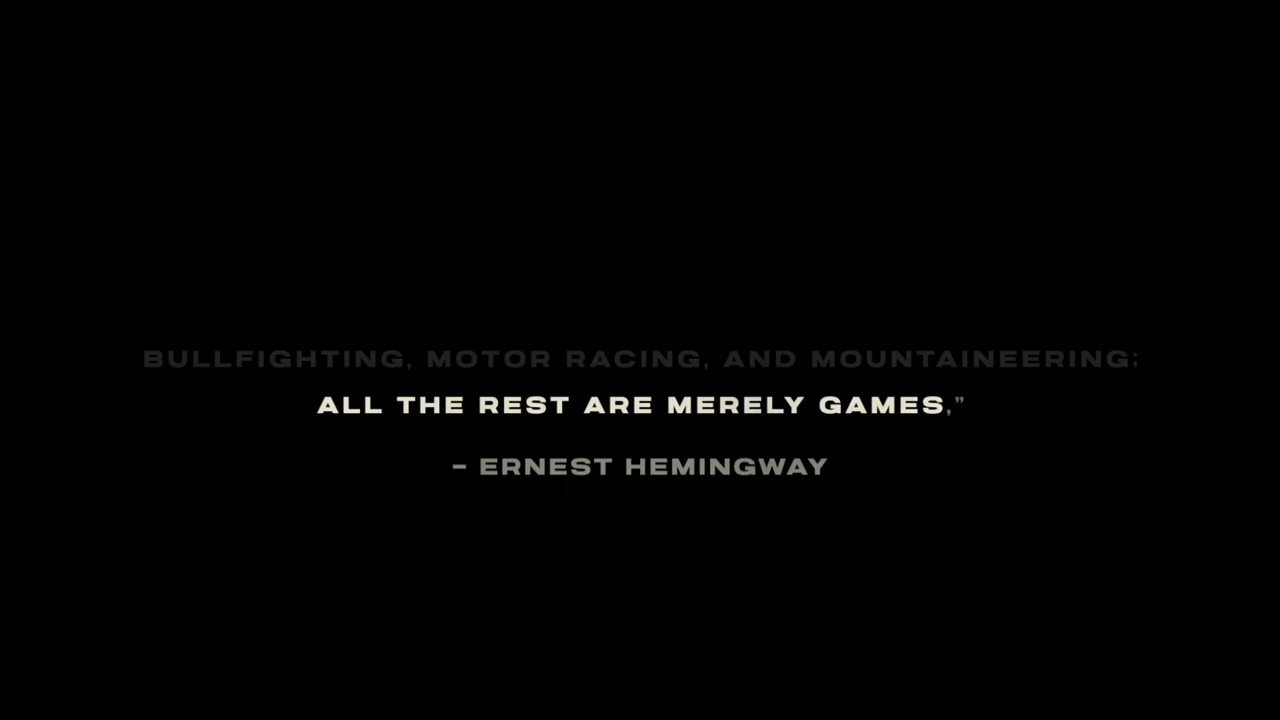 BULLFIGHTING, MOTOR RACING, AND MOUNTAINEERING;
ALL THE REST ARE MERELY GAMES,”
– ERNEST HEMINGWAY